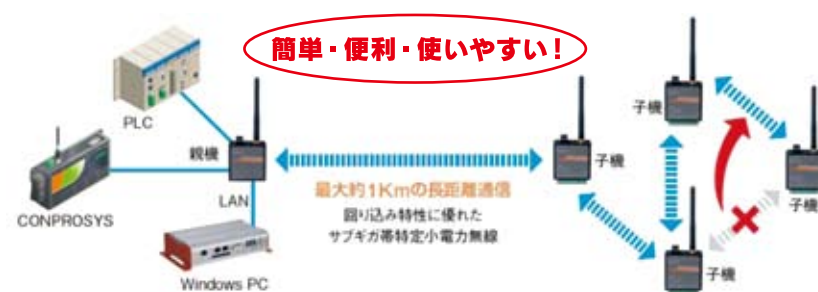 簡単・便利・使いやすい！
PLC
親機
CONPROSYS
LAN
Windows PC
最大約1Kmの長距離通信
回り込み特性に優れた
サブギガ帯特定小電力無線
子機
子機
子機
子機